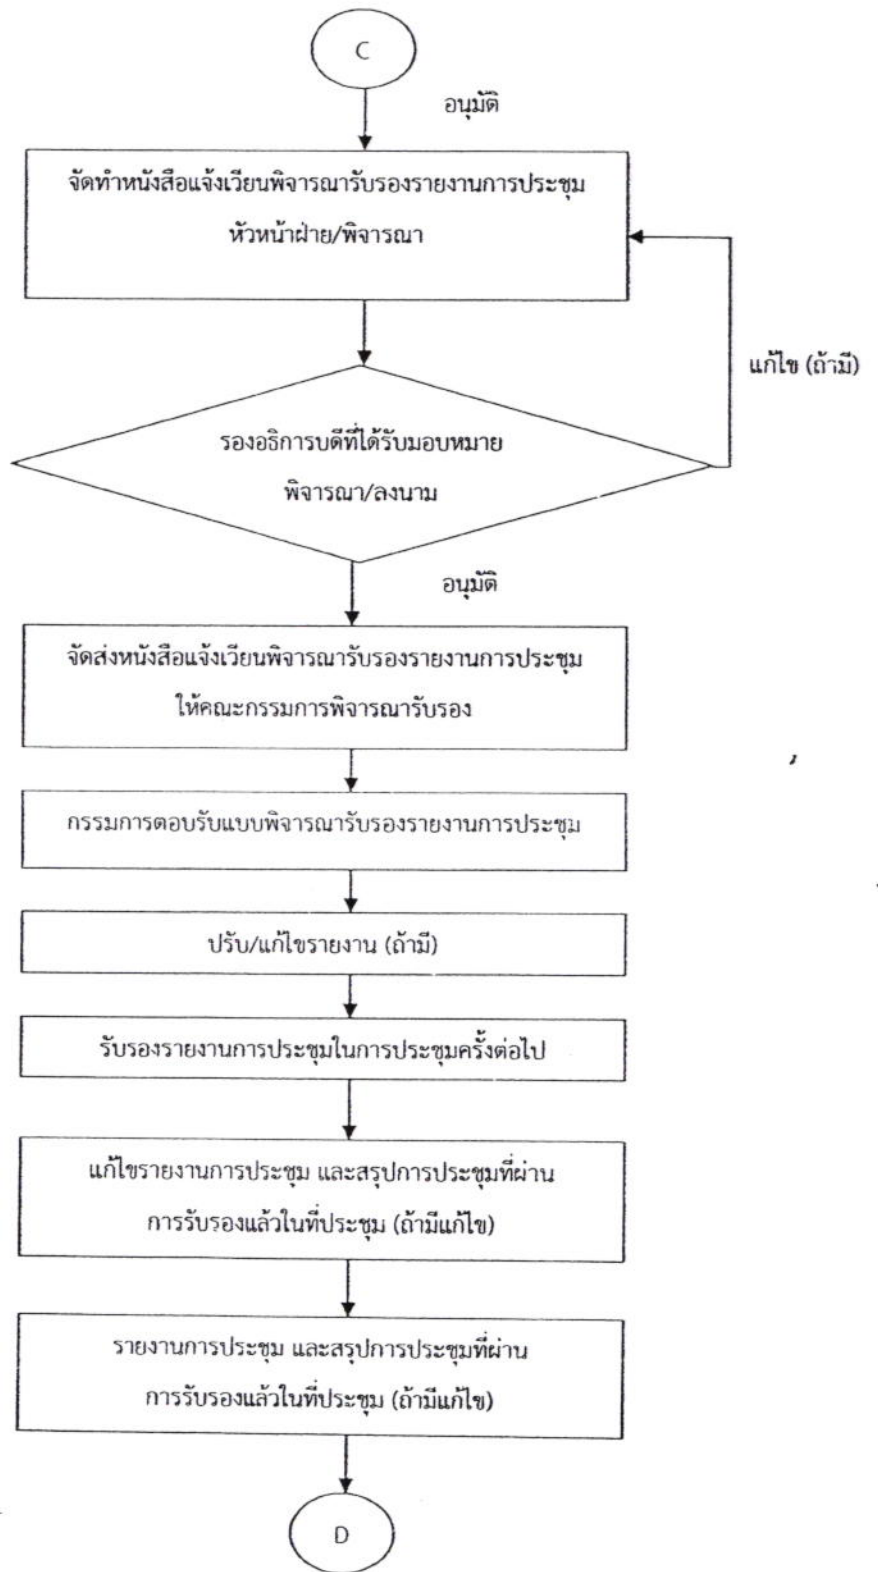 C
อนุมัติ
จัดทำหนังสือแจ้งเวียนพิจารณารับรองรายงานการประชุม
หัวหน้าฝ่าย/พิจารณา
แก้ไข (ถ้ามี)
รองอธิการบดีที่ได้รับมอบหมาย
พิจารณา/ลงนาม
อนุมัติ
จัดส่งหนังสือแจ้งเวียนพิจารณารับรองรายงานการประชุม
ให้คณะกรรมการพิจารณารับรอง
กรรมการตอบรับแบบพิจารณารับรองรายงานการประชุม
ปรับ/แก้ไขรายงาน (ถ้ามี)
รับรองรายงานการประชุมในการประชุมครั้งต่อไป
แก้ไขรายงานการประชุม และสรุปการประชุมที่ผ่าน
การรับรองแล้วในที่ประชุม (ถ้ามีแก้ไข)
รายงานการประชุม และสรุปการประชุมที่ผ่าน
การรับรองแล้วในที่ประชุม (ถ้ามีแก้ไข)
D